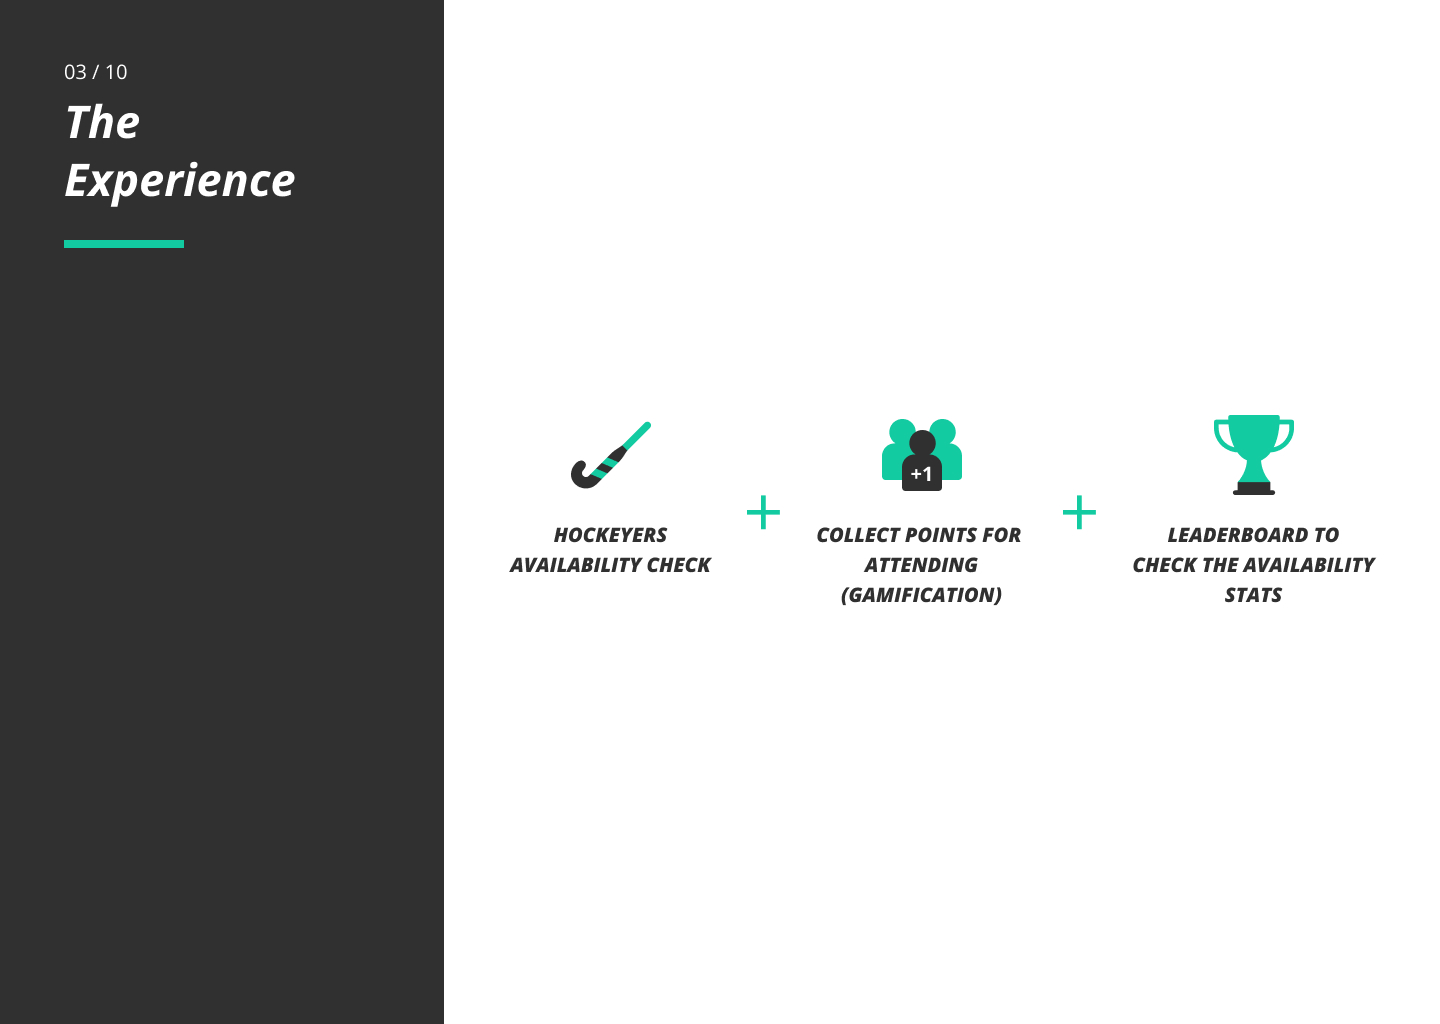 03 / 10
The
Experience
HOCKEYERS
AVAILABILITY CHECK
+1
COLLECT POINTS FOR
ATTENDING
(GAMIFICATION)
LEADERBOARD TO
CHECK THE AVAILABILITY
STATS